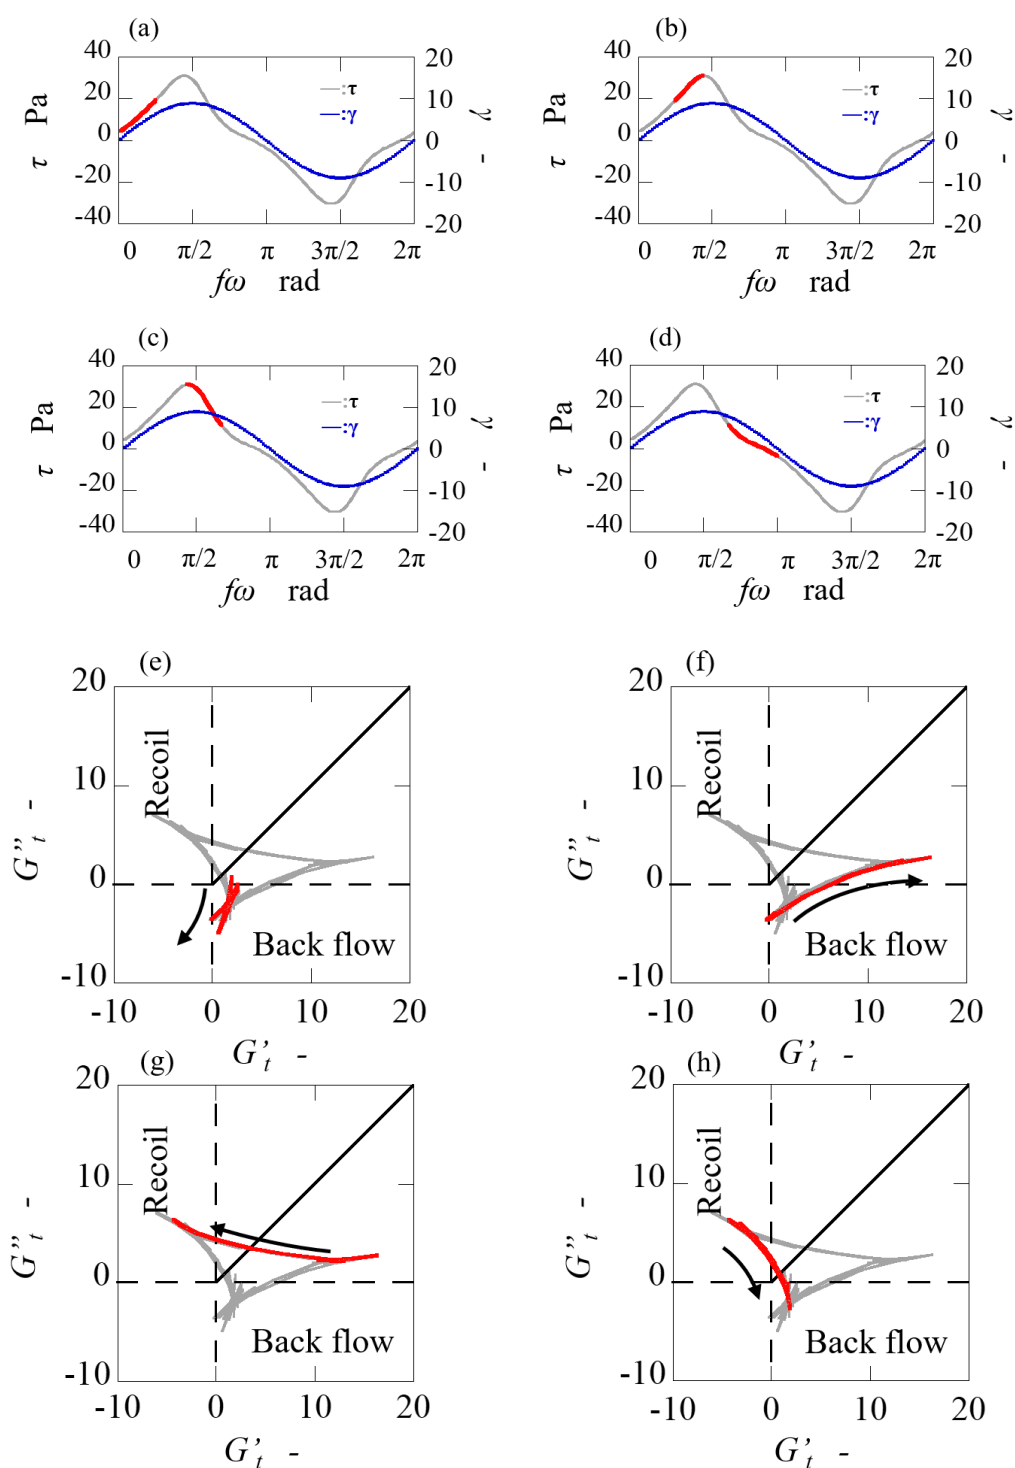 (a) (b)
40 20 40 20
20 :τ 10 20 :τ 10
:γ :γ
τ Pa 0 0 γ - τ Pa 0 0 γ -
-20 -10 -20 -10
-40 -20 -40 -20
0 π/2 π 3π/2 2π 0 π/2 π 3π/2 2π
fω rad fω rad
(c) (d)
40 20 40 20
20 :τ 10 20 :τ 10
:γ :γ
τ Pa 0 0 γ - τ Pa 0 0 γ -
-20 -10 -20 -10
-40 -20 -40 -20
0 π/2 π 3π/2 2π 0 π/2 π 3π/2 2π
fω rad fω rad
(e) (f)
20 20
Recoil Recoil
10 10
G''t - G''t -
0 0
Back flow Back flow
-10 -10
-10 0 10 20 -10 0 10 20
G't - G't -
(g) (h)
20 20
Recoil Recoil
10 10
G''t - G''t -
0 0
Back flow Back flow
-10 -10
-10 0 10 20 -10 0 10 20
G't - G't -